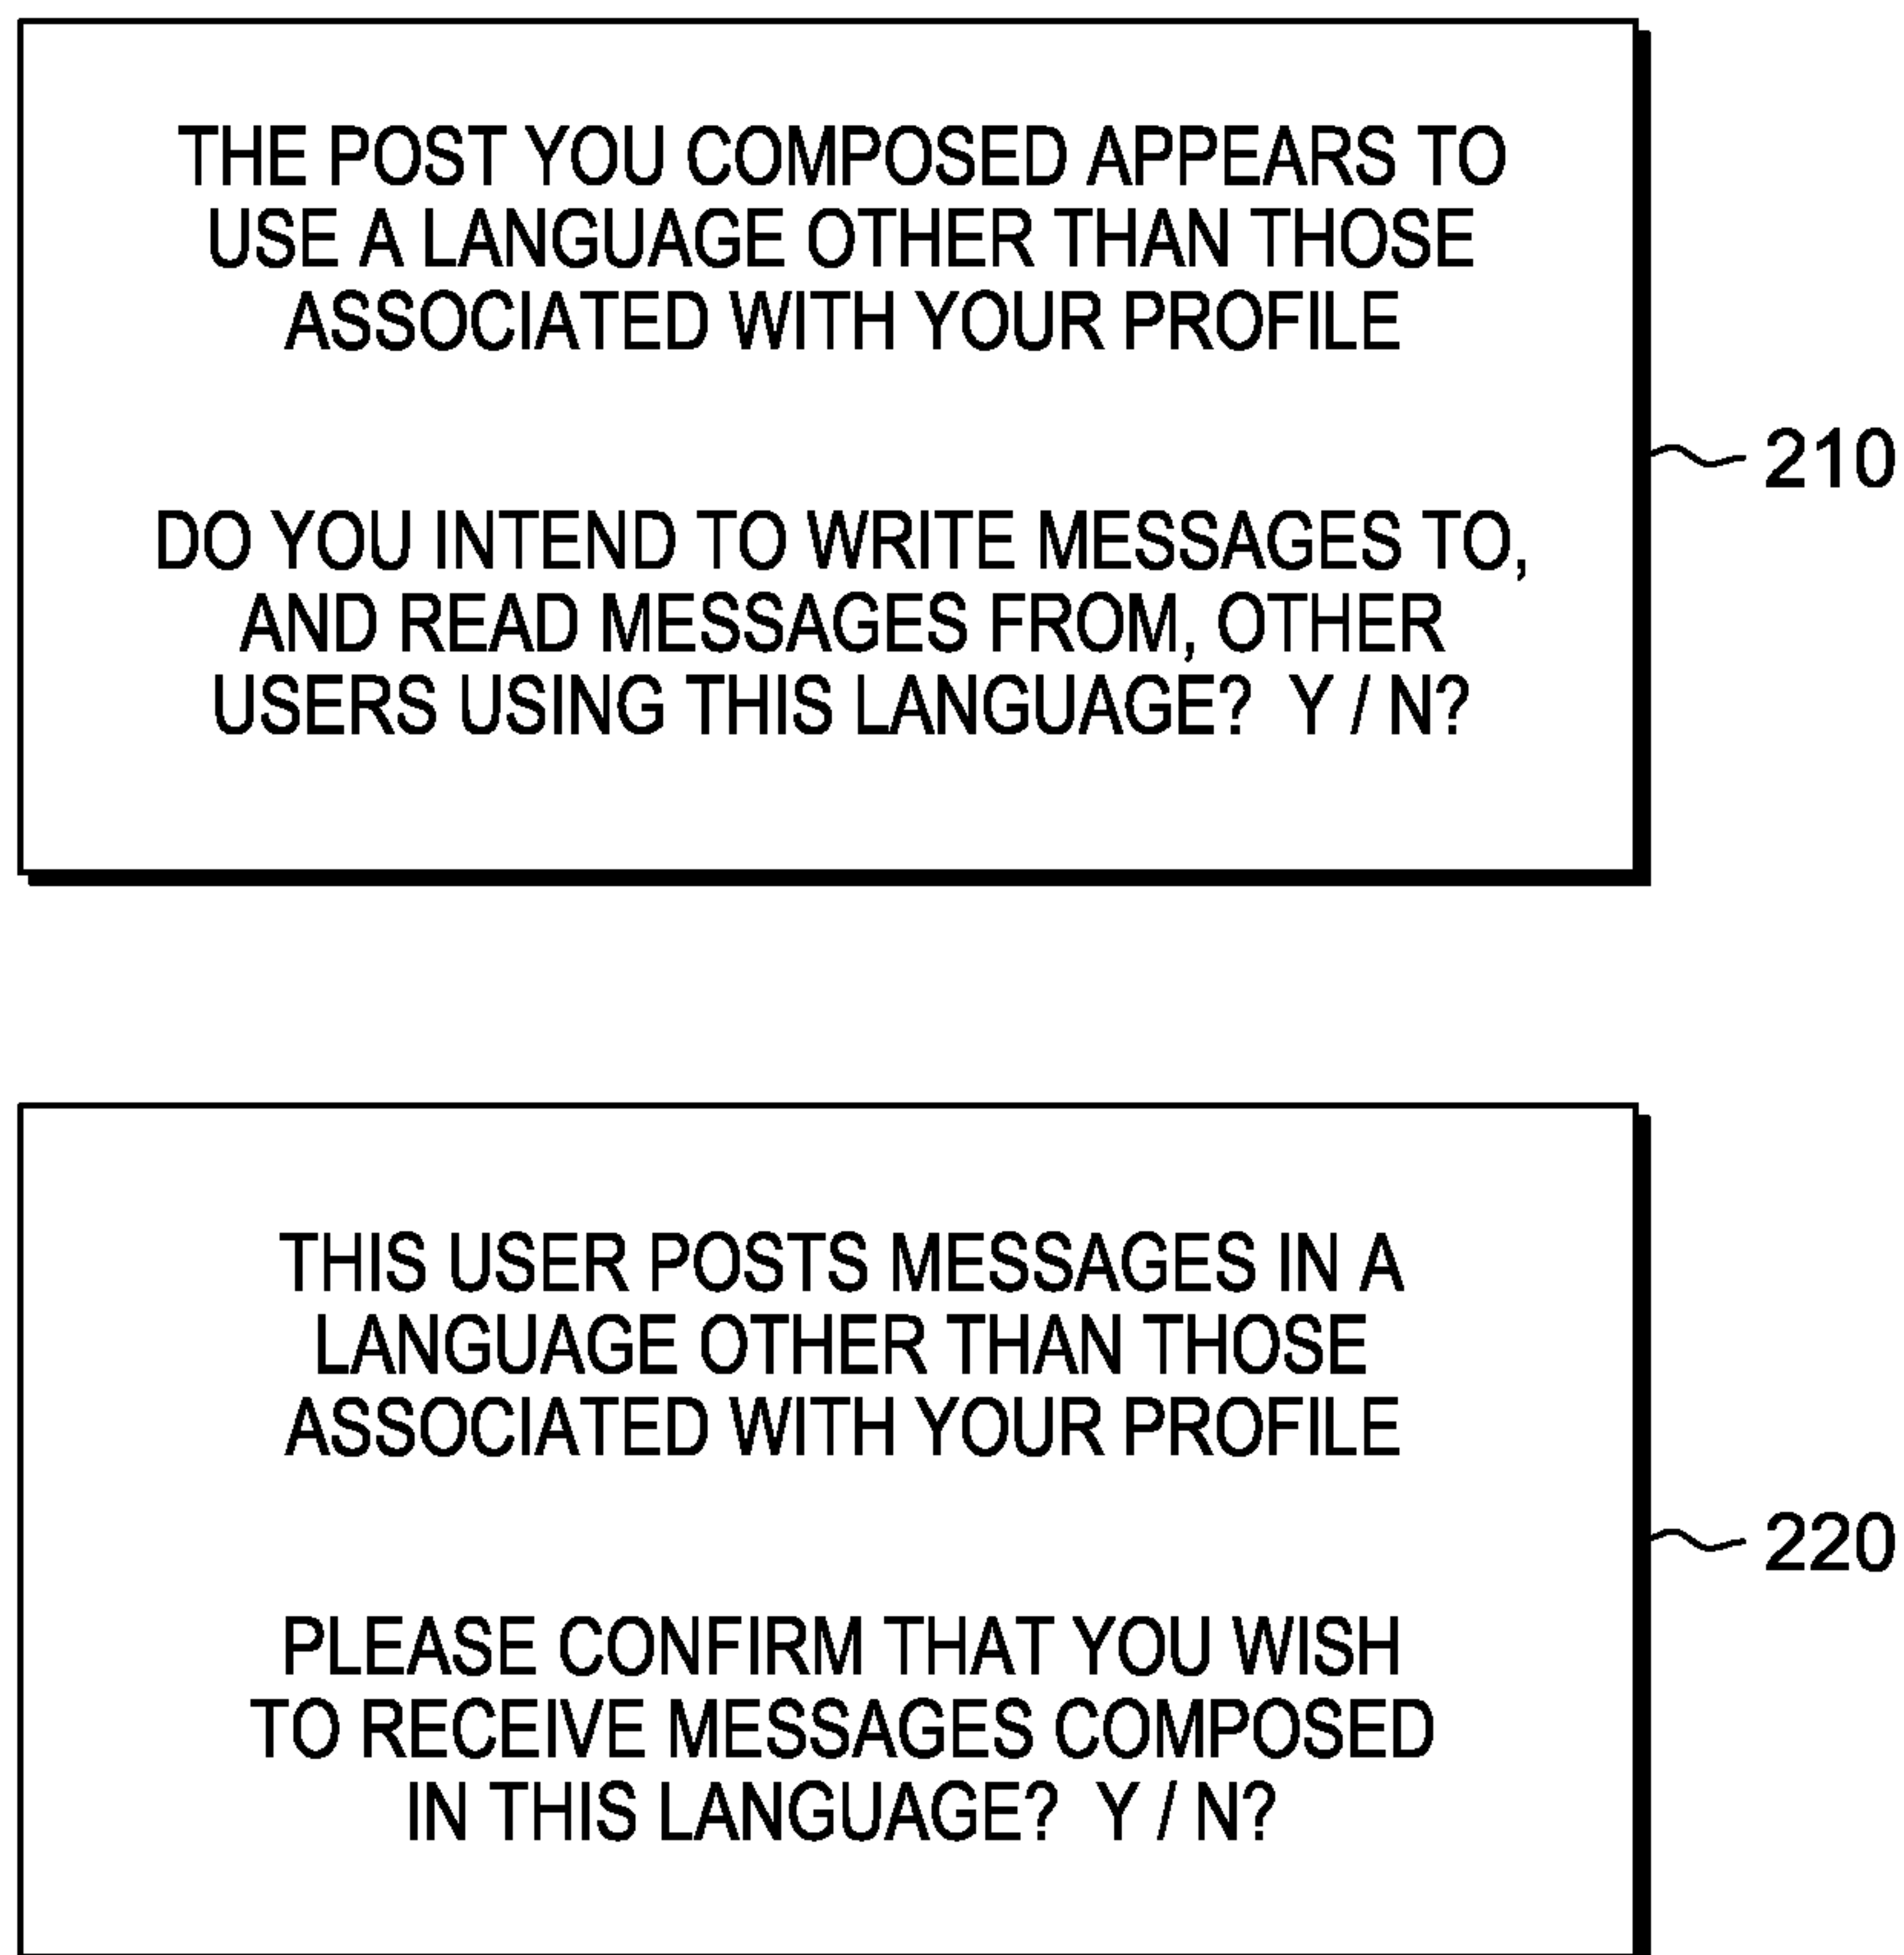 THE POST YOU COMPOSED APPEARS TO
USE A LANGUAGE OTHER THAN THOSE
ASSOCIATED WITH YOUR PROFILE
DO YOU INTEND TO WRITE MESSAGES TO,
AND READ MESSAGES FROM, OTHER
USERS USING THIS LANGUAGE? Y / N?
210
THIS USER POSTS MESSAGES IN A
LANGUAGE OTHER THAN THOSE
ASSOCIATED WITH YOUR PROFILE
PLEASE CONFIRM THAT YOU WISH
TO RECEIVE MESSAGES COMPOSED
IN THIS LANGUAGE? Y / N?
220